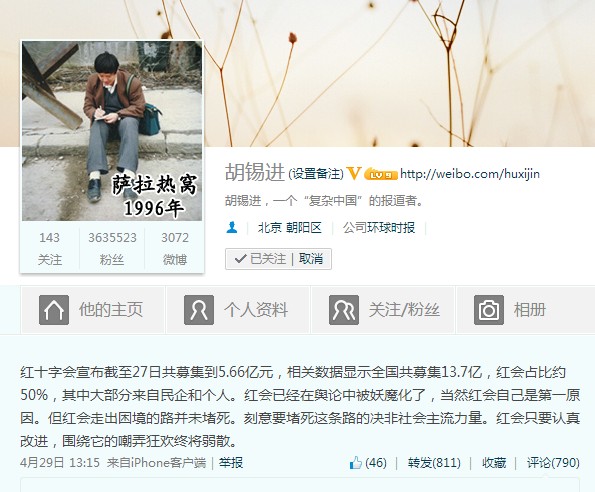 萨拉热窝
1996年
胡锡进 (设置备注) V LV 9 http://weibo.com/huxijin
胡锡进，一个“复杂中国”的报道者。
北京 朝阳区 | 公司环球时报
143 3635523 3072
关注 粉丝 微博
已关注 | 取消
他的主页 个人资料 关注/粉丝 相册
红十字会宣布截至27日共募集到5.66亿元，相关数据显示全国共募集13.7亿，红会占比约
50%，其中大部分来自民企和个人。红会已经在舆论中被妖魔化了，当然红会自己是第一原
因。但红会走出困境的路并未堵死。刻意要堵死这条路的决非社会主流力量。红会只要认真
改进，围绕它的嘲弄狂欢终将弱散。
4月29日 13:15 来自iPhone客户端 | 举报 (46) | 转发(811) | 收藏 | 评论(790)